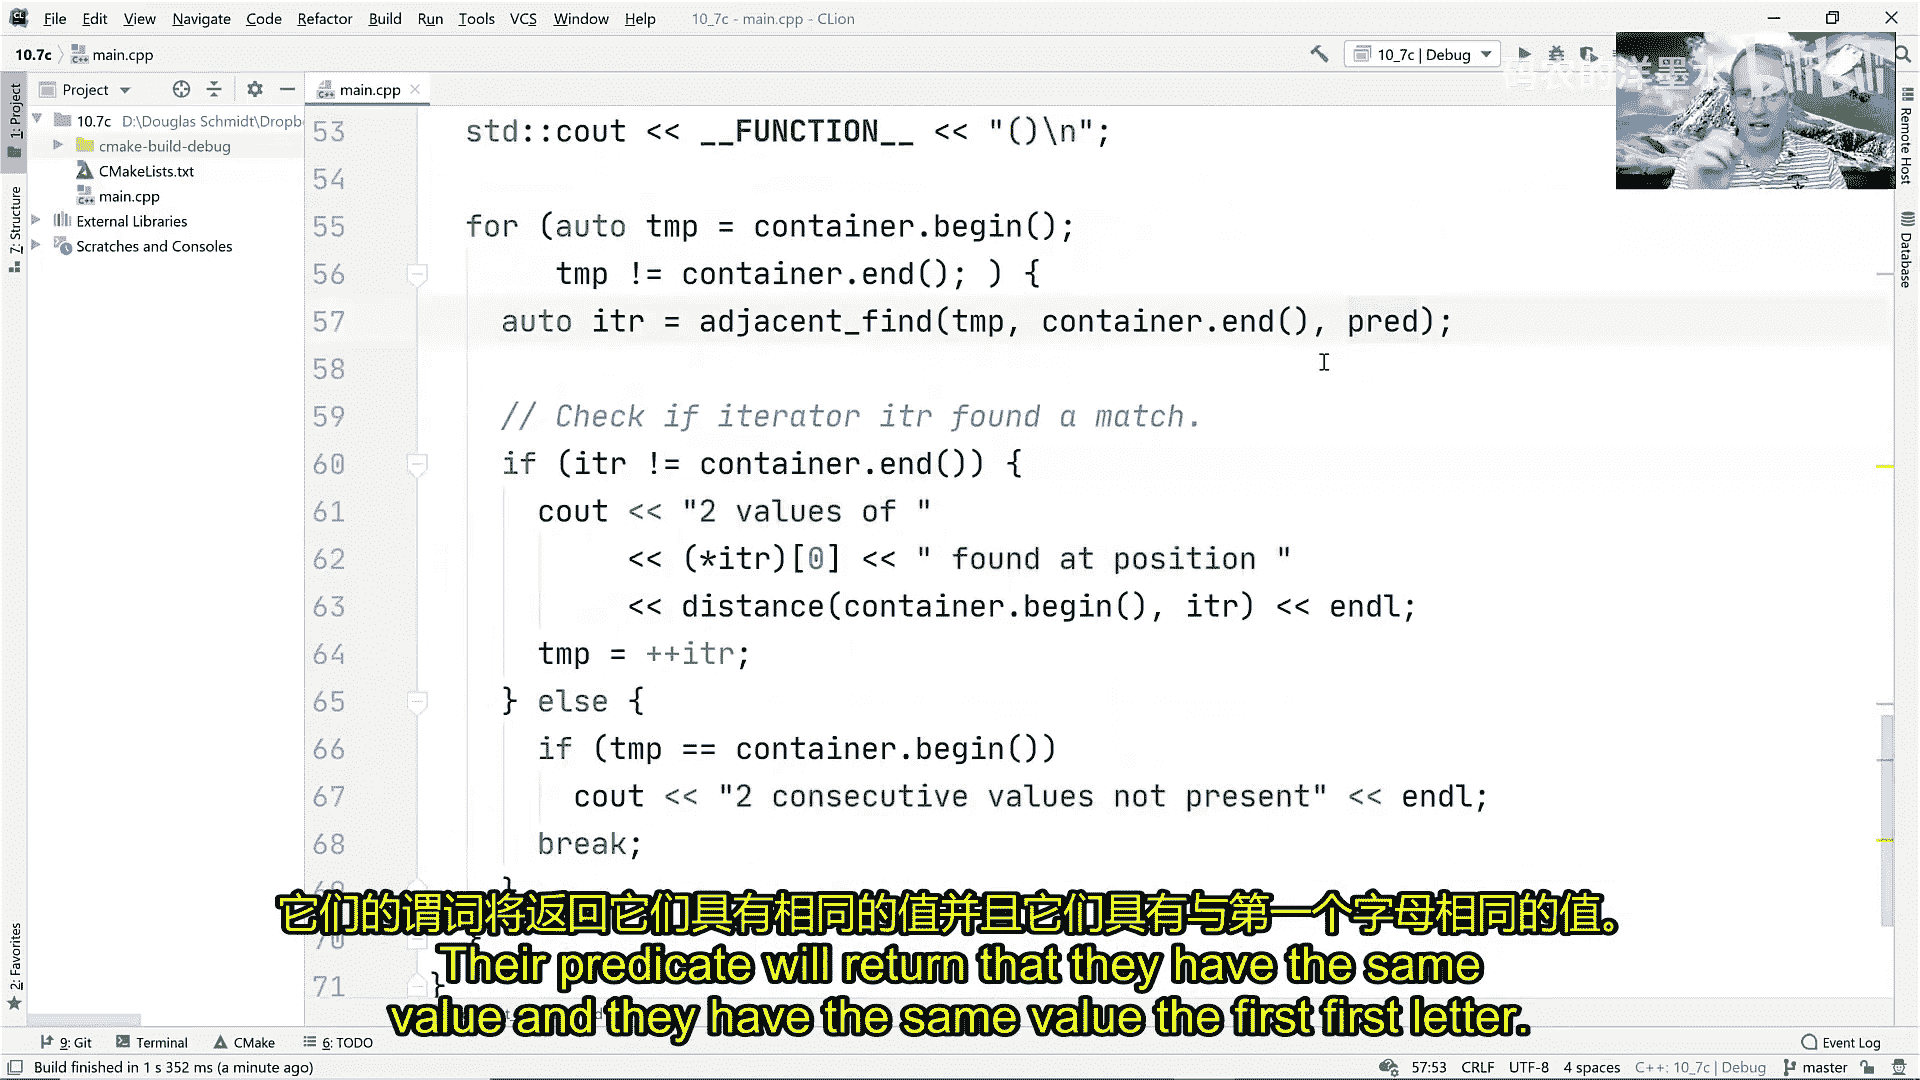 File Edit View Navigate Code Refactor Build Run Tools VCS Window Help 10_7c - main.cpp - CLion
10.7c main.cpp 10_7c | Debug
码农的洋墨水 bilibili
Project main.cpp
1: Project
10.7c D:\Douglas Schmidt\Dropb
cmake-build-debug
CMakeLists.txt
main.cpp
External Libraries
Scratches and Consoles
7: Structure
2: Favorites
Remote Host
Database
53 std::cout << __FUNCTION__ << "()\n";
54
55 for (auto tmp = container.begin();
56 tmp != container.end(); ) {
57 auto itr = adjacent_find(tmp, container.end(), pred);
58
59 // Check if iterator itr found a match.
60 if (itr != container.end()) {
61 cout << "2 values of "
62 << (*itr)[0] << " found at position "
63 << distance(container.begin(), itr) << endl;
64 tmp = ++itr;
65 } else {
66 if (tmp == container.begin())
67 cout << "2 consecutive values not present" << endl;
68 break;
69 }
70
71 }
它们的谓词将返回它们具有相同的值并且它们具有与第一个字母相同的值。
Their predicate will return that they have the same
value and they have the same value the first first letter.
9: Git Terminal CMake 6: TODO Event Log
Build finished in 1 s 352 ms (a minute ago) 57:53 CRLF UTF-8 4 spaces C++: 10_7c | Debug master